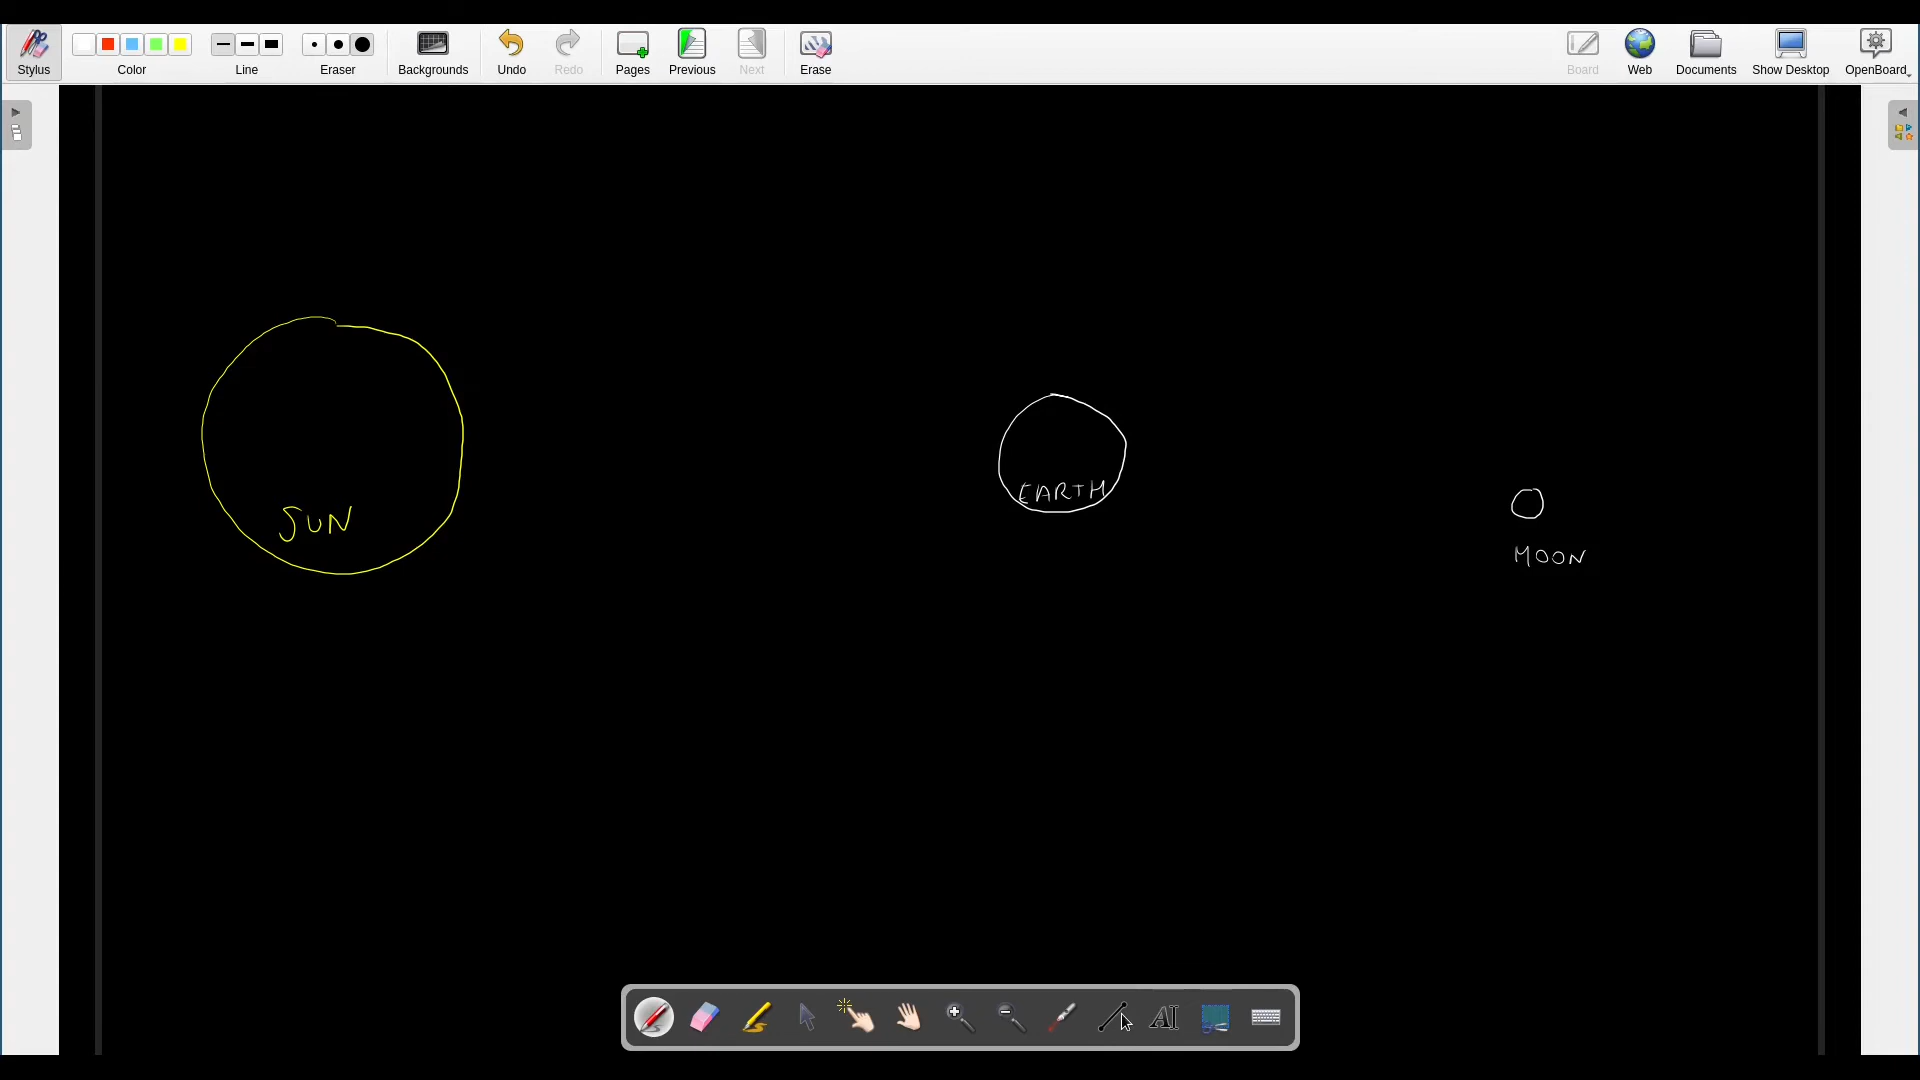 Stylus
Color
Line
Eraser
Backgrounds
Undo
Redo
Pages
Previous
Next
Erase
Board
Web
Documents
Show Desktop
OpenBoard
SUN
EARTH
MOON
AI